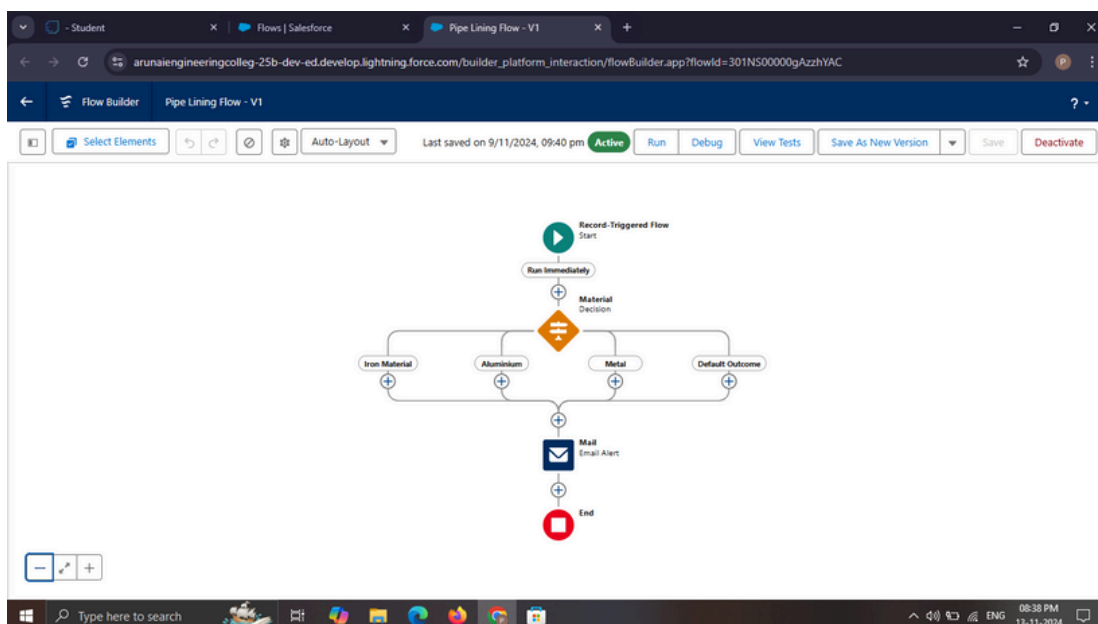 - Student
Flows | Salesforce
Pipe Lining Flow - V1
arunaiengineeringcolleg-25b-dev-ed.develop.lightning.force.com/builder_platform_interaction/flowBuilder.app?flowId=301NS00000gAzzhYAC
P
Flow Builder
Pipe Lining Flow - V1
?
Select Elements
Auto-Layout
Last saved on 9/11/2024, 09:40 pm
Active
Run
Debug
View Tests
Save As New Version
Save
Deactivate
Record-Triggered Flow
Start
Run Immediately
Material
Decision
Iron Material
Aluminium
Metal
Default Outcome
Mail
Email Alert
End
Type here to search
ENG
08:38 PM
13-11-2024